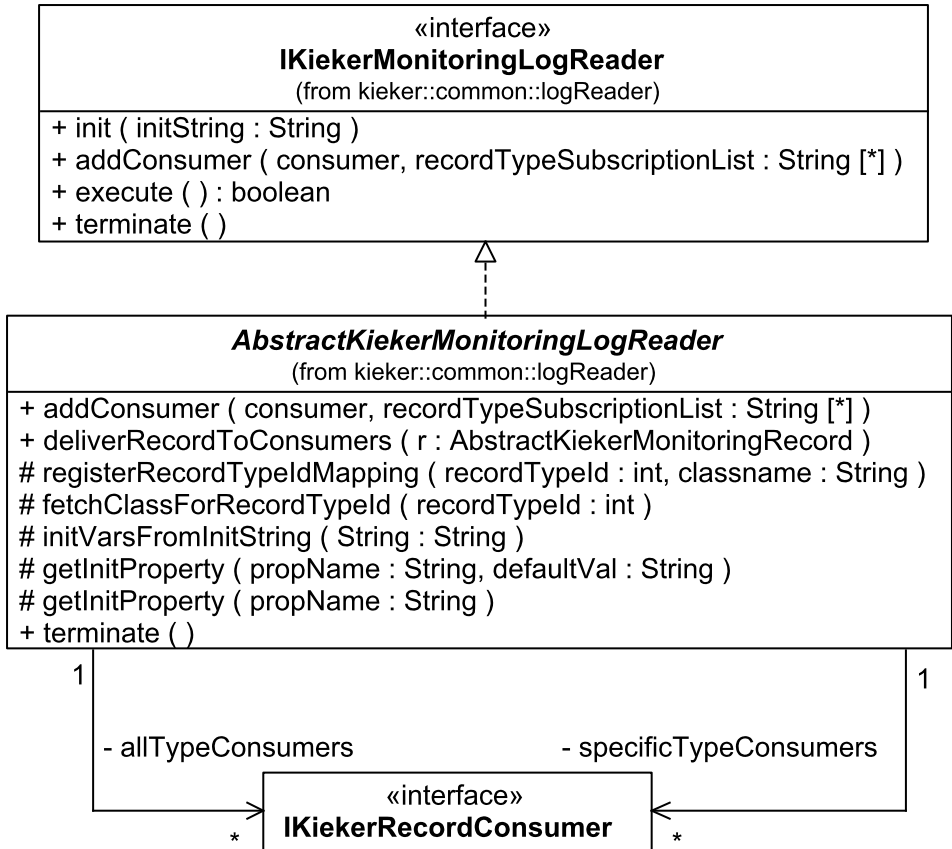 «interface»
IKiekerMonitoringLogReader
(from kieker::common::logReader)
+ init ( initString : String )
+ addConsumer ( consumer, recordTypeSubscriptionList : String [*] )
+ execute ( ) : boolean
+ terminate ( )
AbstractKiekerMonitoringLogReader
(from kieker::common::logReader)
+ addConsumer ( consumer, recordTypeSubscriptionList : String [*] )
+ deliverRecordToConsumers ( r : AbstractKiekerMonitoringRecord )
# registerRecordTypeIdMapping ( recordTypeId : int, classname : String )
# fetchClassForRecordTypeId ( recordTypeId : int )
# initVarsFromInitString ( String : String )
# getInitProperty ( propName : String, defaultVal : String )
# getInitProperty ( propName : String )
+ terminate ( )
1 1
- allTypeConsumers - specificTypeConsumers
«interface»
* IKiekerRecordConsumer *